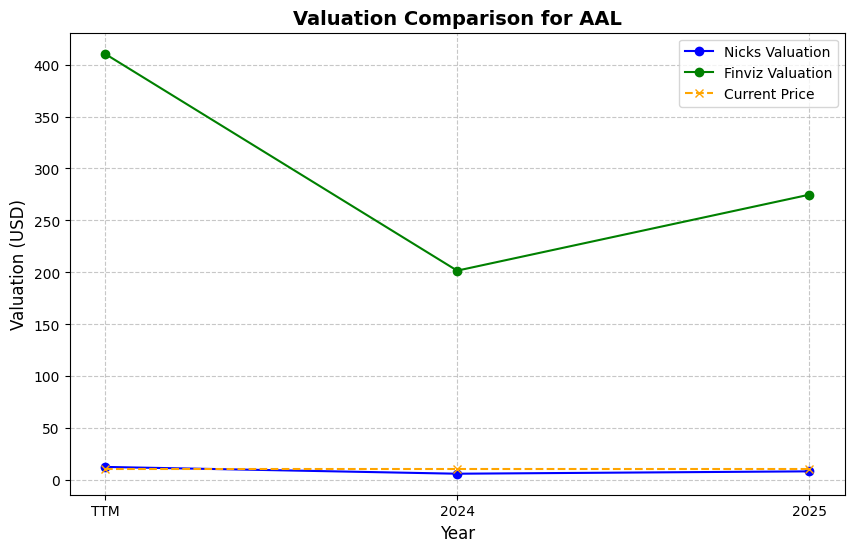 Valuation Comparison for AAL
Nicks Valuation
Finviz Valuation
Current Price
Valuation (USD)
400
350
300
250
200
150
100
50
0
TTM
2024
2025
Year